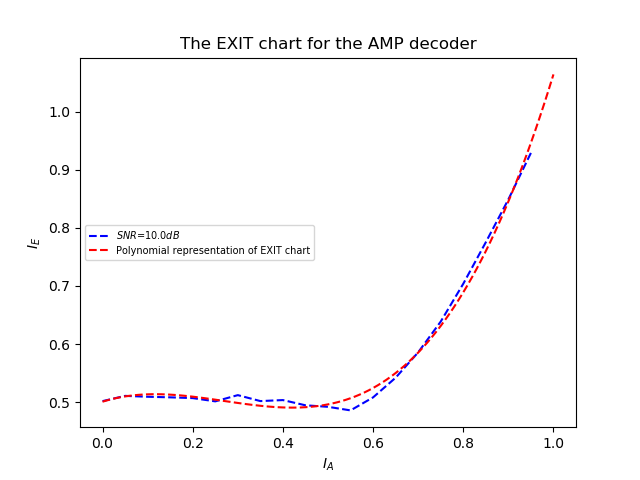 The EXIT chart for the AMP decoder
1.0
0.9
0.8
0.7
0.6
0.5
I_E
SNR=10.0dB
Polynomial representation of EXIT chart
0.0 0.2 0.4 0.6 0.8 1.0
I_A